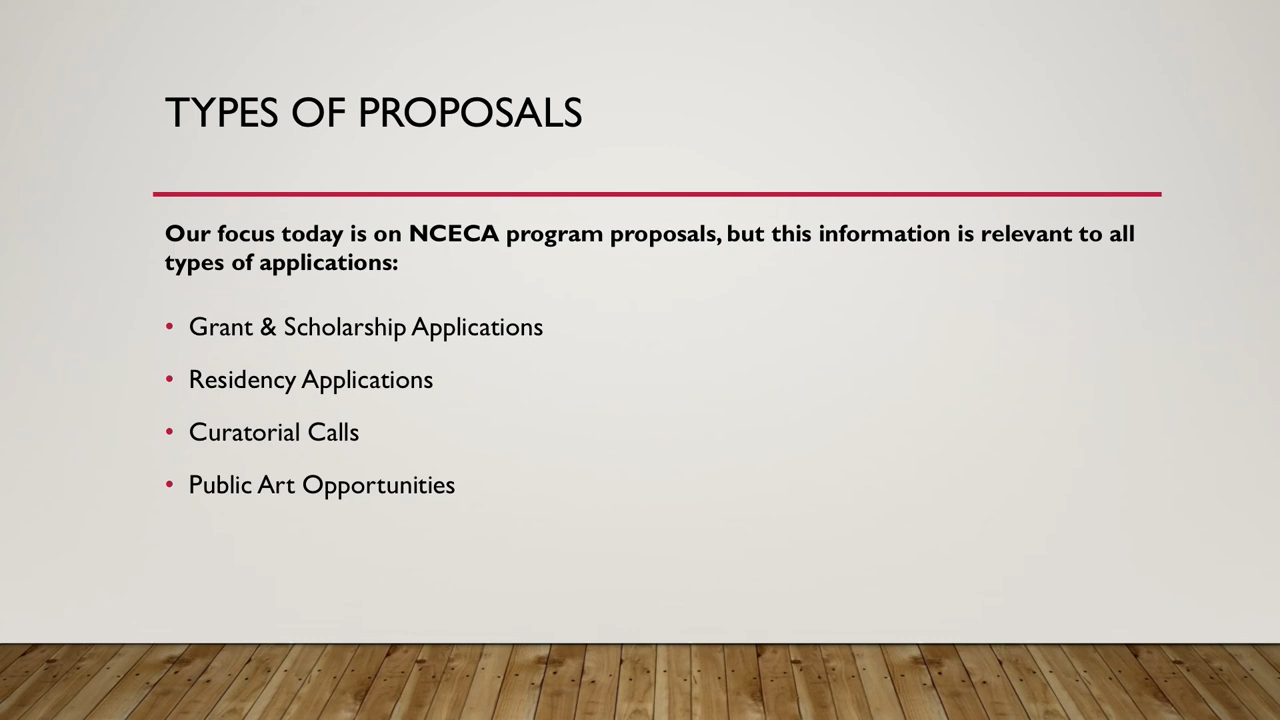 TYPES OF PROPOSALS
Our focus today is on NCECA program proposals, but this information is relevant to all
types of applications:
• Grant & Scholarship Applications
• Residency Applications
• Curatorial Calls
• Public Art Opportunities